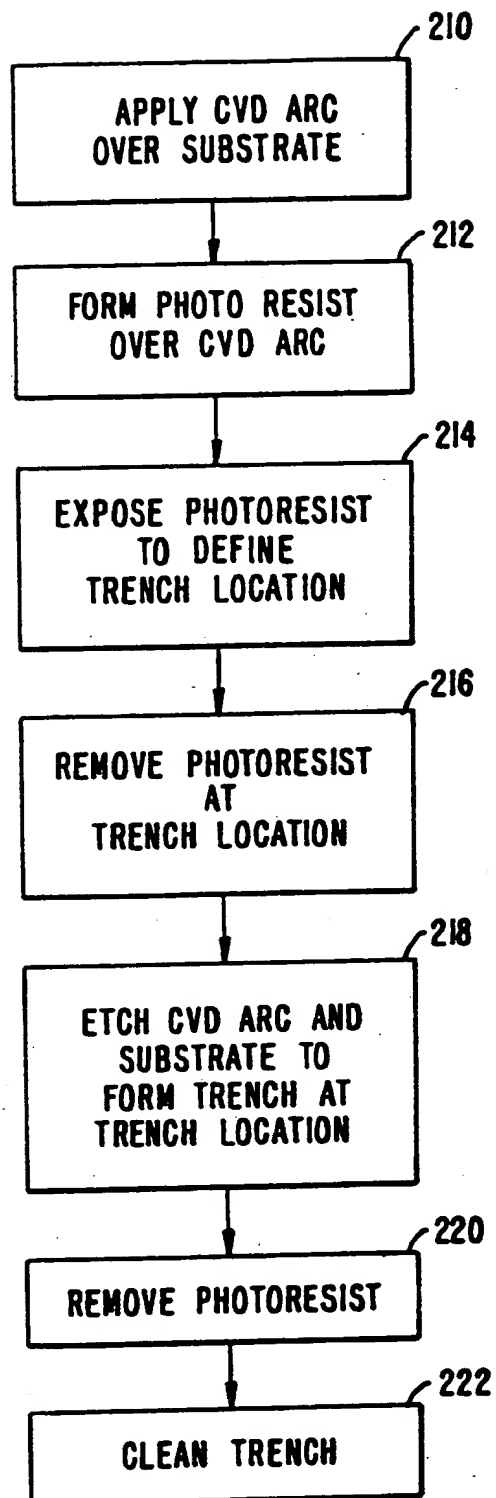 210
APPLY CVD ARC
OVER SUBSTRATE
212
FORM PHOTO RESIST
OVER CVD ARC
214
EXPOSE PHOTORESIST
TO DEFINE
TRENCH LOCATION
216
REMOVE PHOTORESIST
AT
TRENCH LOCATION
218
ETCH CVD ARC AND
SUBSTRATE TO
FORM TRENCH AT
TRENCH LOCATION
220
REMOVE PHOTORESIST
222
CLEAN TRENCH